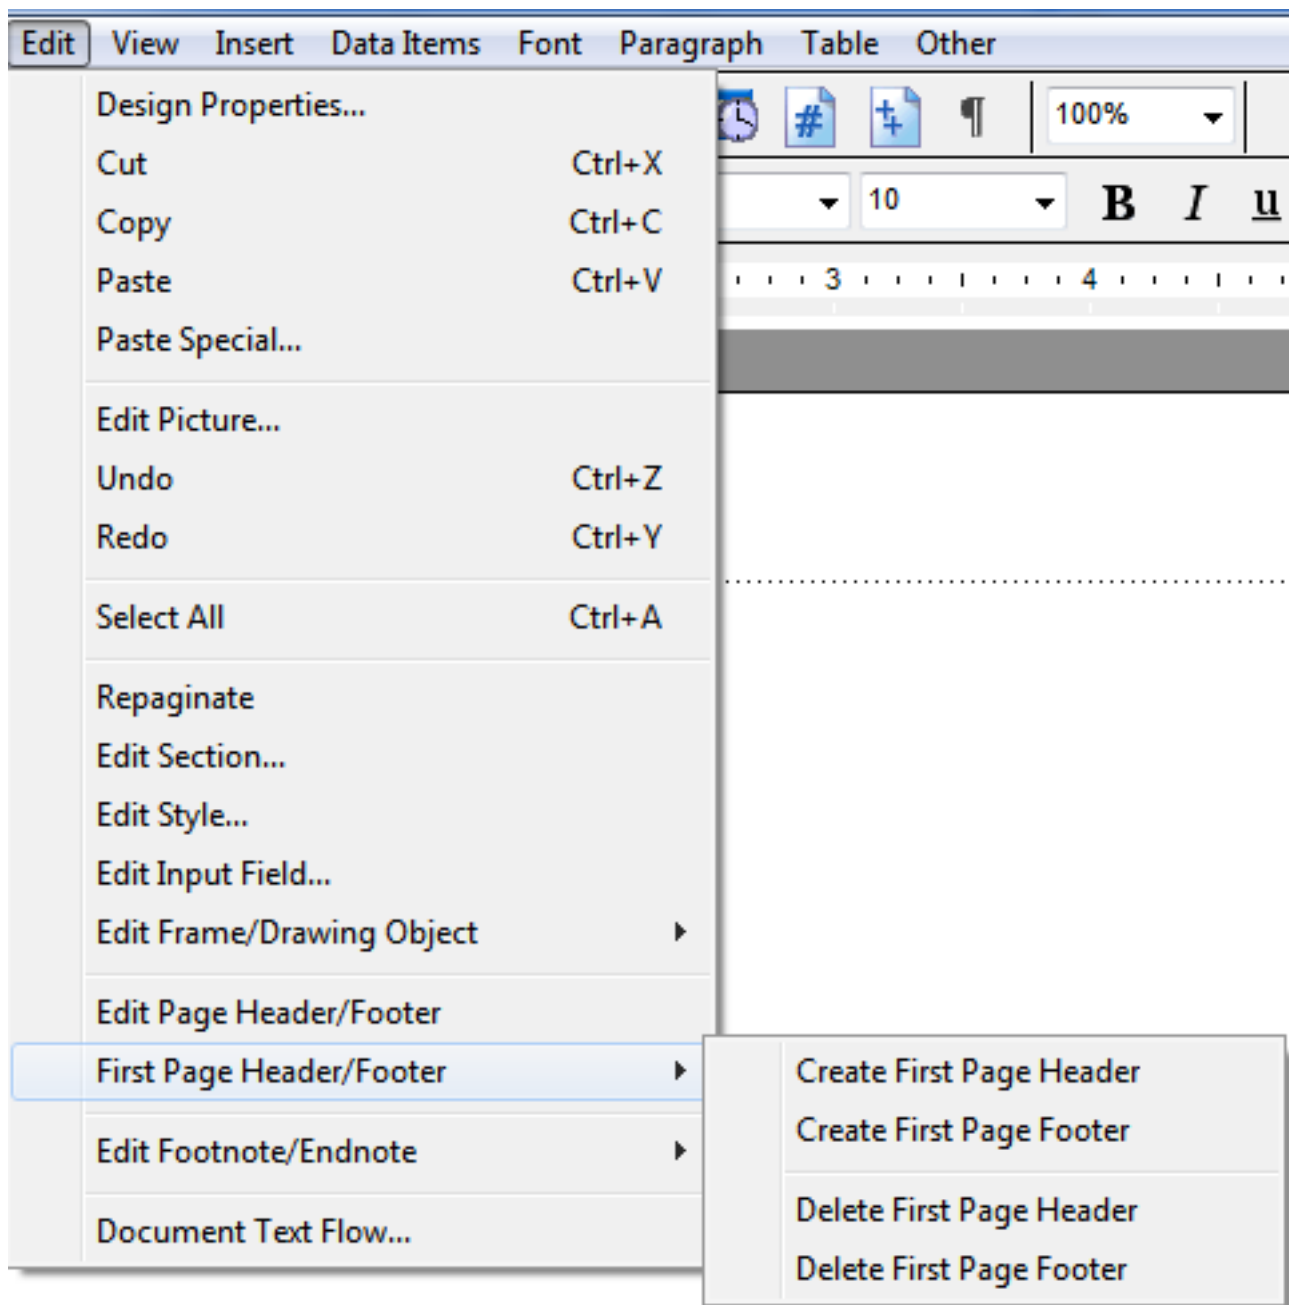 Edit View Insert Data Items Font Paragraph Table Other
Design Properties...
# 100%
Cut Ctrl+X
10 B I u
Copy Ctrl+C
Paste Ctrl+V
3 4
Paste Special...
Edit Picture...
Undo Ctrl+Z
Redo Ctrl+Y
Select All Ctrl+A
Repaginate
Edit Section...
Edit Style...
Edit Input Field...
Edit Frame/Drawing Object
Edit Page Header/Footer
First Page Header/Footer
Create First Page Header
Create First Page Footer
Edit Footnote/Endnote
Delete First Page Header
Document Text Flow...
Delete First Page Footer